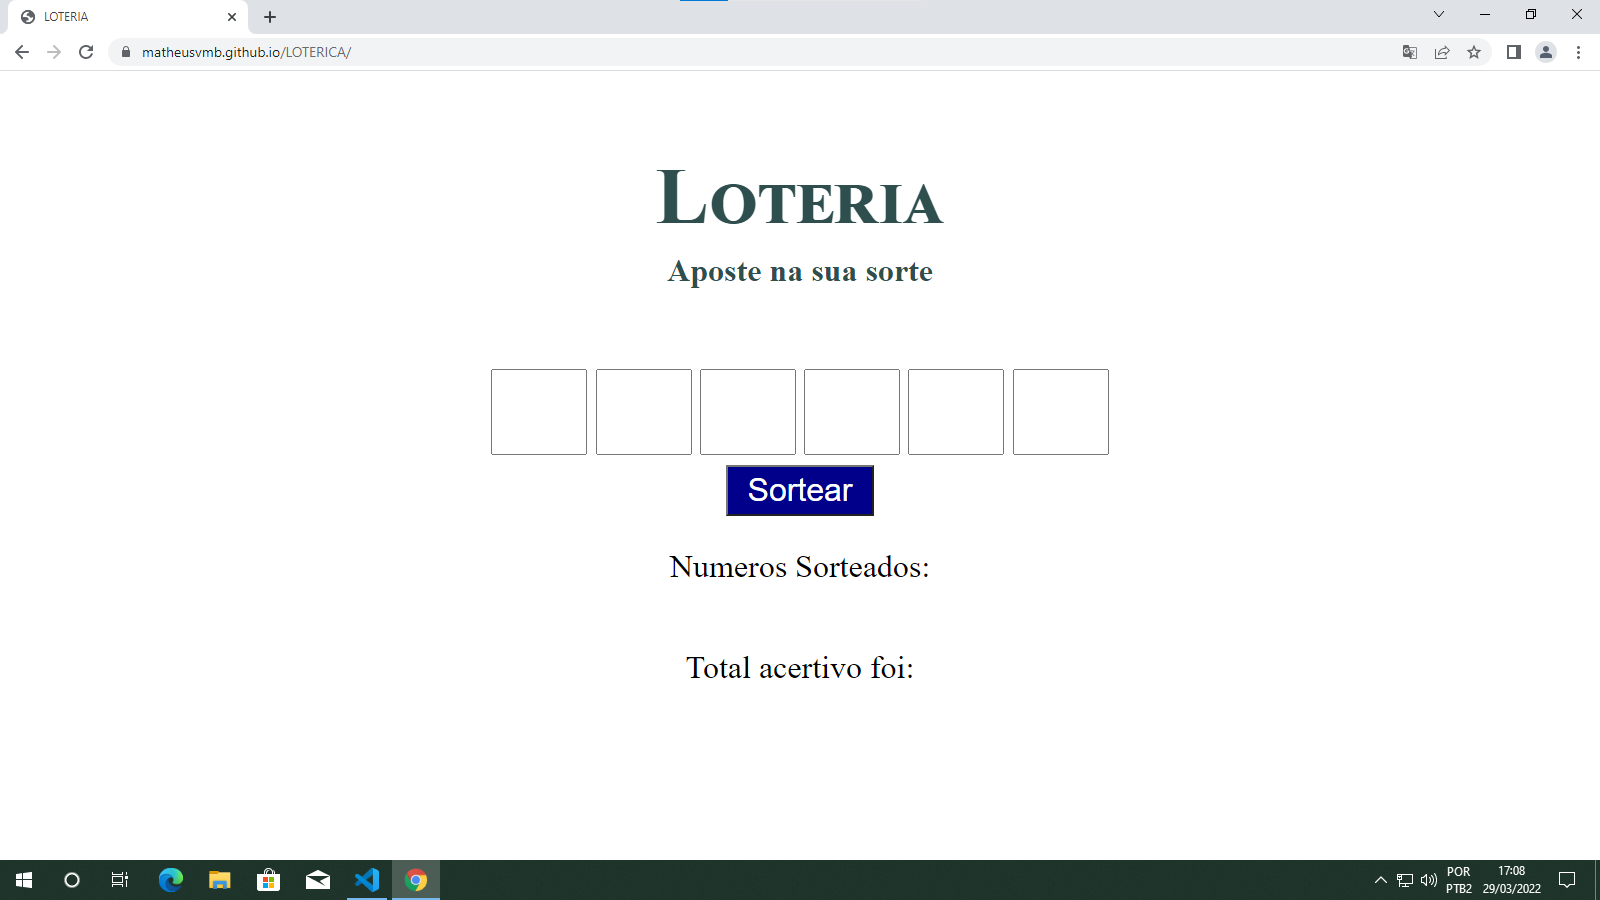 LOTERIA
matheusvmb.github.io/LOTERICA/
LOTERIA
Aposte na sua sorte
Sortear
Numeros Sorteados:
Total acertivo foi:
POR
PTB2
17:08
29/03/2022